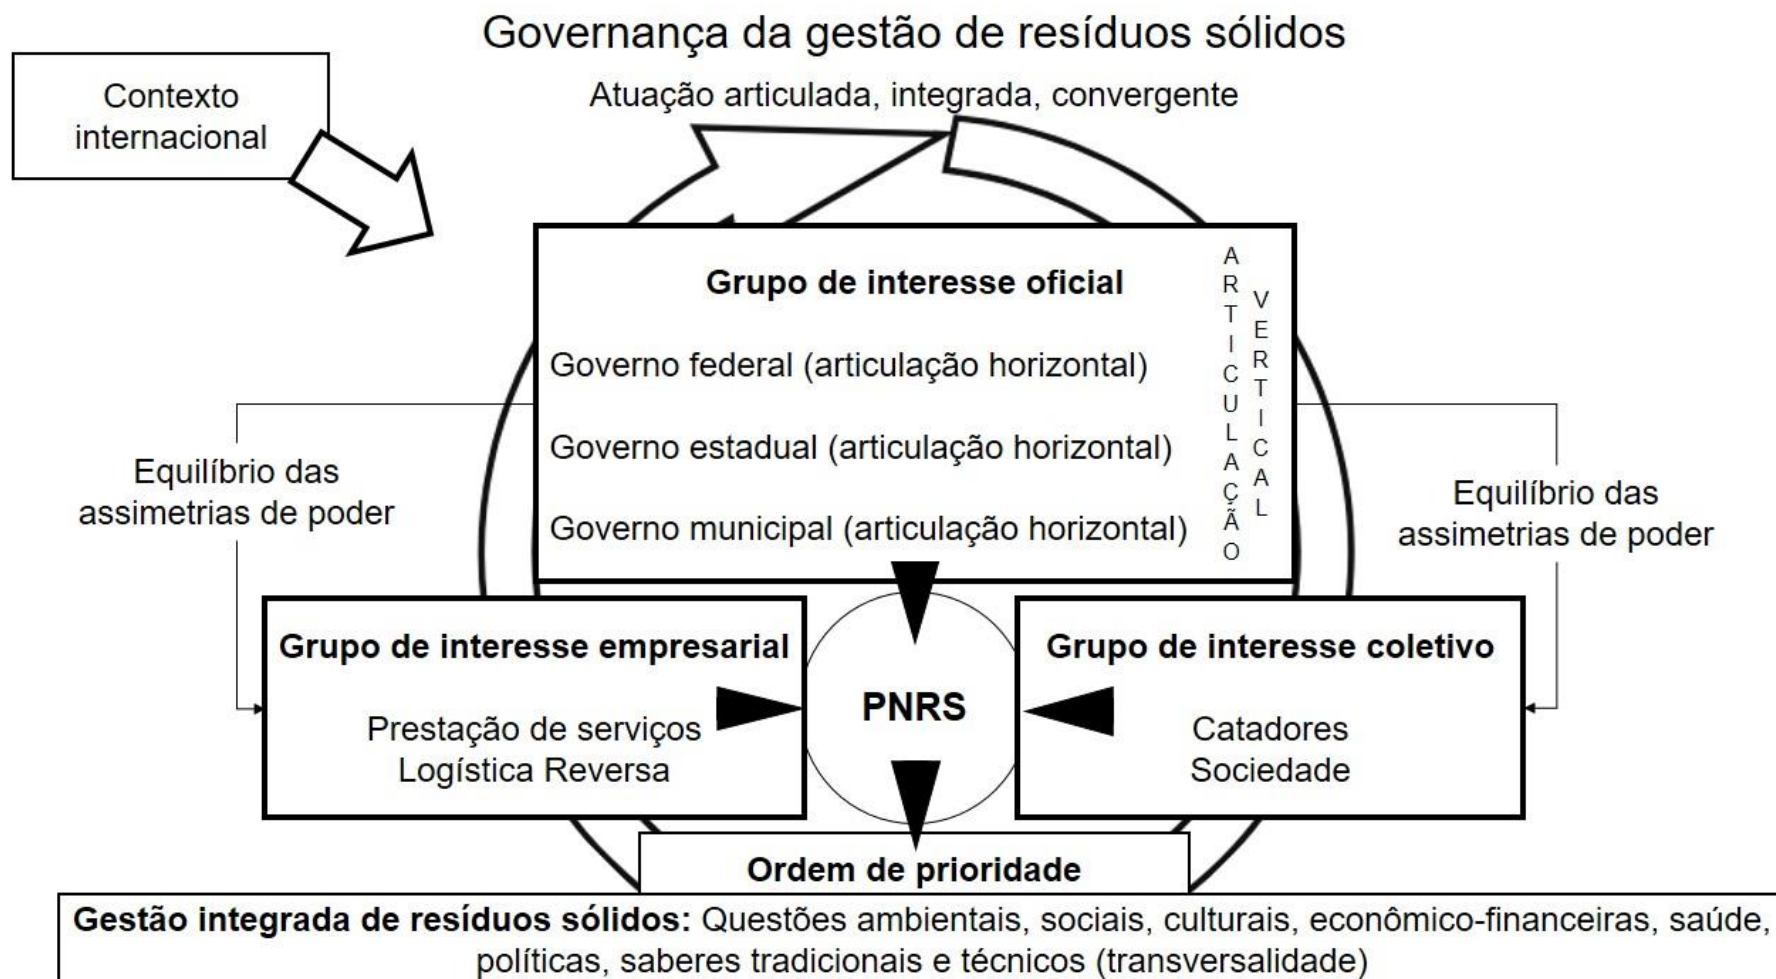 Governança da gestão de resíduos sólidos
Atuação articulada, integrada, convergente
Contexto
internacional
Grupo de interesse oficial
Governo federal (articulação horizontal)
Governo estadual (articulação horizontal)
Governo municipal (articulação horizontal)
ARTICULAÇÃO
VERTICAL
Equilíbrio das
assimetrias de poder
Equilíbrio das
assimetrias de poder
Grupo de interesse empresarial
Prestação de serviços
Logística Reversa
PNRS
Grupo de interesse coletivo
Catadores
Sociedade
Ordem de prioridade
Gestão integrada de resíduos sólidos: Questões ambientais, sociais, culturais, econômico-financeiras, saúde,
políticas, saberes tradicionais e técnicos (transversalidade)